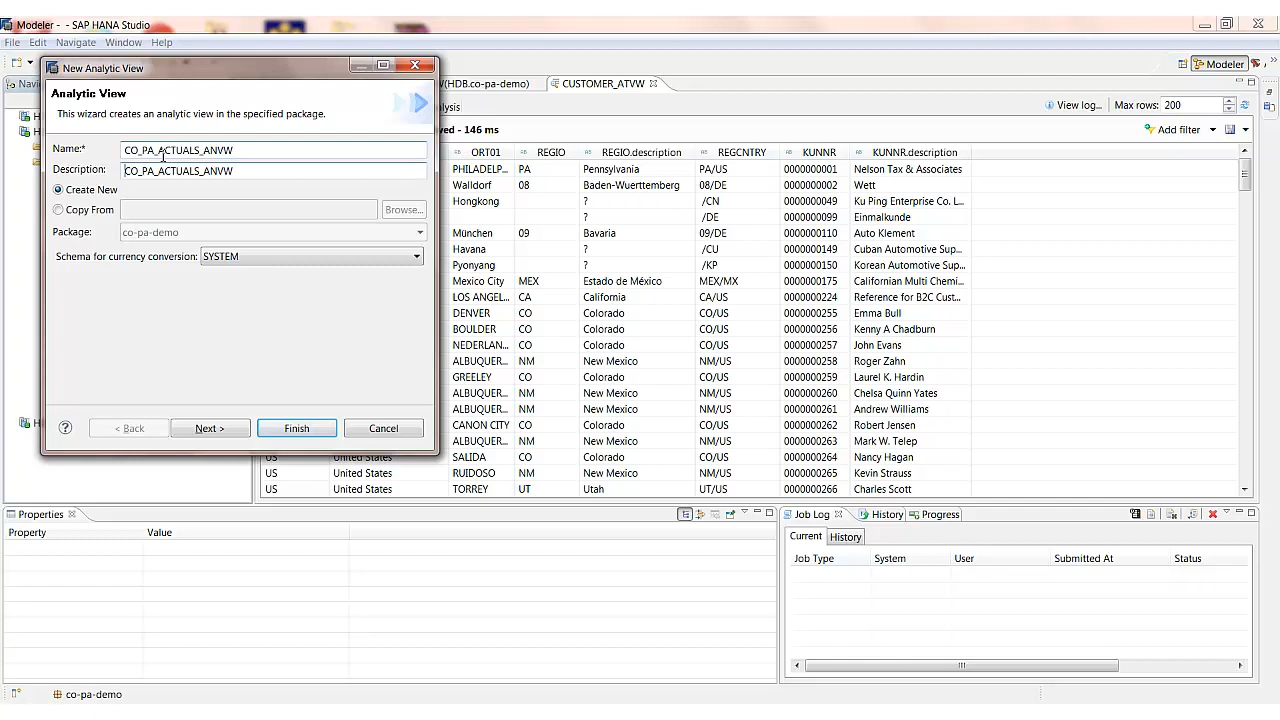 Modeler - - SAP HANA Studio
File Edit Navigate Window Help
Modeler
New Analytic View
Analytic View
This wizard creates an analytic view in the specified package.
Name:* CO_PA_ACTUALS_ANVW
Description: CO_PA_ACTUALS_ANVW
Create New
Copy From Browse...
Package: co-pa-demo
Schema for currency conversion: SYSTEM
? < Back Next > Finish Cancel
(HDB.co-pa-demo) CUSTOMER_ATVW
View log... Max rows: 200
- 146 ms Add filter
ORT01 REGIO REGIO.description REGCNTRY KUNNR KUNNR.description
PHILADELP... PA Pennsylvania PA/US 0000000001 Nelson Tax & Associates
Walldorf 08 Baden-Wuerttemberg 08/DE 0000000002 Wett
Hongkong ? /CN 0000000049 Ku Ping Enterprise Co. L...
? /DE 0000000099 Einmalkunde
München 09 Bavaria 09/DE 0000000110 Auto Klement
Havana ? /CU 0000000149 Cuban Automotive Sup...
Pyonyang ? /KP 0000000150 Korean Automotive Sup...
Mexico City MEX Estado de México MEX/MX 0000000175 Californian Multi Chemi...
LOS ANGEL... CA California CA/US 0000000224 Reference for B2C Cust...
DENVER CO Colorado CO/US 0000000255 Emma Bull
BOULDER CO Colorado CO/US 0000000256 Kenny A Chadburn
NEDERLAN... CO Colorado CO/US 0000000257 John Evans
ALBUQUER... NM New Mexico NM/US 0000000258 Roger Zahn
GREELEY CO Colorado CO/US 0000000259 Laurel K. Hardin
ALBUQUER... NM New Mexico NM/US 0000000260 Chelsa Quinn Yates
ALBUQUER... NM New Mexico NM/US 0000000261 Andrew Williams
CANON CITY CO Colorado CO/US 0000000262 Robert Jensen
ALBUQUER... NM New Mexico NM/US 0000000263 Mark W. Telep
US United States SALIDA CO Colorado CO/US 0000000264 Nancy Hagan
US United States RUIDOSO NM New Mexico NM/US 0000000265 Kevin Strauss
US United States TORREY UT Utah UT/US 0000000266 Charles Scott
Properties
Property Value
Job Log History Progress
Current History
Job Type System User Submitted At Status
co-pa-demo